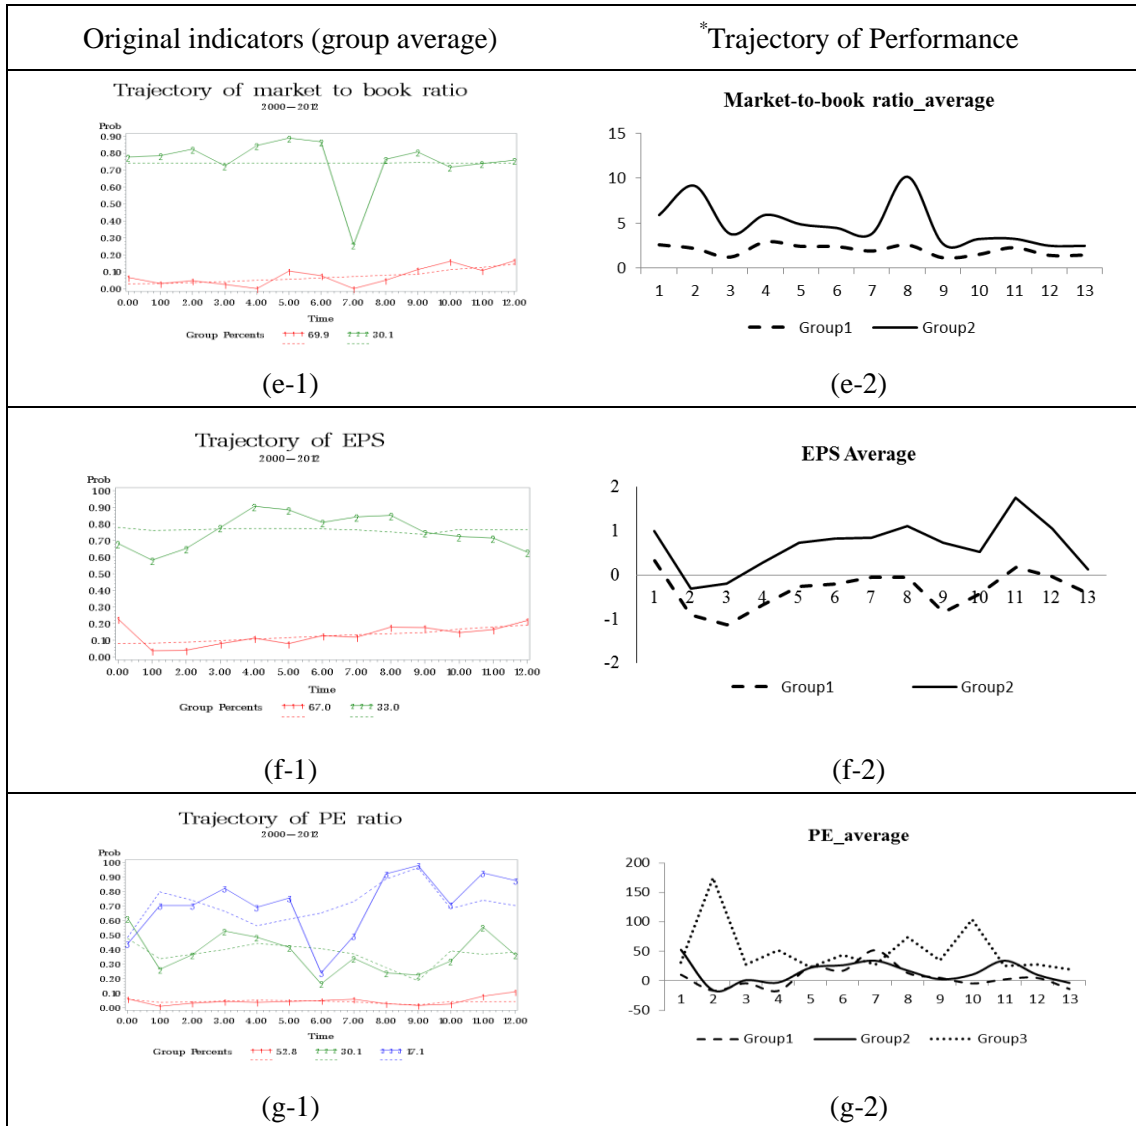 Original indicators (group average)
*Trajectory of Performance
Trajectory of market to book ratio
2000—2012
Prob
0.90
0.80
0.70
0.60
0.50
0.40
0.30
0.20
0.10
0.00
0.00 1.00 2.00 3.00 4.00 5.00 6.00 7.00 8.00 9.00 10.00 11.00 12.00
Time
Group Percents 69.9 30.1
(e-1)
Market-to-book ratio_average
15
10
5
0
1 2 3 4 5 6 7 8 9 10 11 12 13
Group1 Group2
(e-2)
Trajectory of EPS
2000—2012
Prob
100
0.90
0.80
0.70
0.60
0.50
0.40
0.30
0.20
0.10
0.00
0.00 1.00 2.00 3.00 4.00 5.00 6.00 7.00 8.00 9.00 10.00 11.00 12.00
Time
Group Percents 67.0 33.0
(f-1)
EPS Average
2
1
0
-1
-2
1 2 3 4 5 6 7 8 9 10 11 12 13
Group1 Group2
(f-2)
Trajectory of PE ratio
2000—2012
Prob
100
0.90
0.80
0.70
0.60
0.50
0.40
0.30
0.20
0.10
0.00
0.00 1.00 2.00 3.00 4.00 5.00 6.00 7.00 8.00 9.00 10.00 11.00 12.00
Time
Group Percents 52.8 30.1 17.1
(g-1)
PE_average
200
150
100
50
0
-50
1 2 3 4 5 6 7 8 9 10 11 12 13
Group1 Group2 Group3
(g-2)